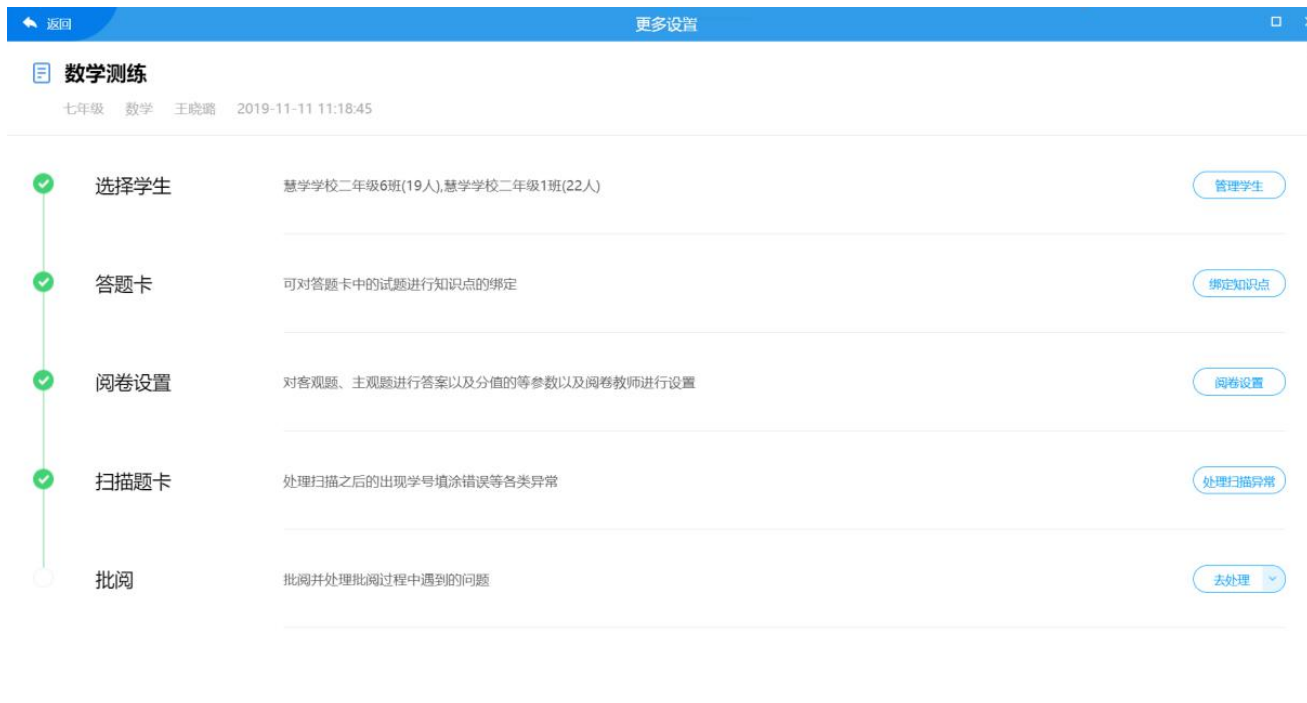 返回
更多设置
数学测练
七年级 数学 王晓璐 2019-11-11 11:18:45
选择学生 慧学学校二年级6班(19人),慧学学校二年级1班(22人) 管理学生
答题卡 可对答题卡中的试题进行知识点的绑定 绑定知识点
阅卷设置 对客观题、主观题进行答案以及分值的等参数以及阅卷教师进行设置 阅卷设置
扫描题卡 处理扫描之后的出现学号填涂错误等各类异常 处理扫描异常
批阅 批阅并处理批阅过程中遇到的问题 去处理